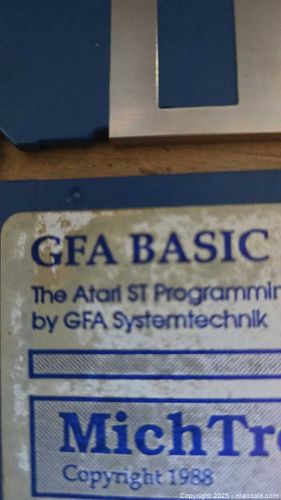 GFA BASIC
The Atari ST Programmin
by GFA Systemtechnik
MichTr
Copyright 1988
Copyright 2025 - maxsold.com